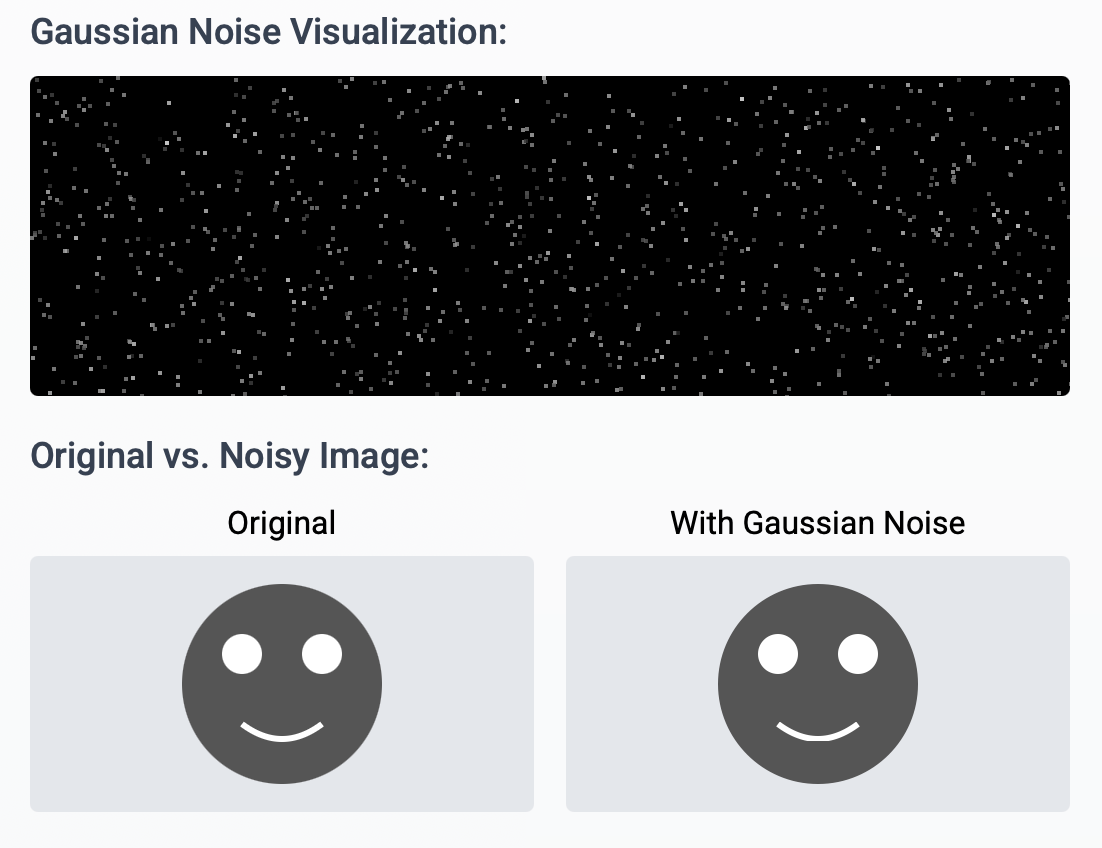 Gaussian Noise Visualization:
Original vs. Noisy Image:
Original
With Gaussian Noise